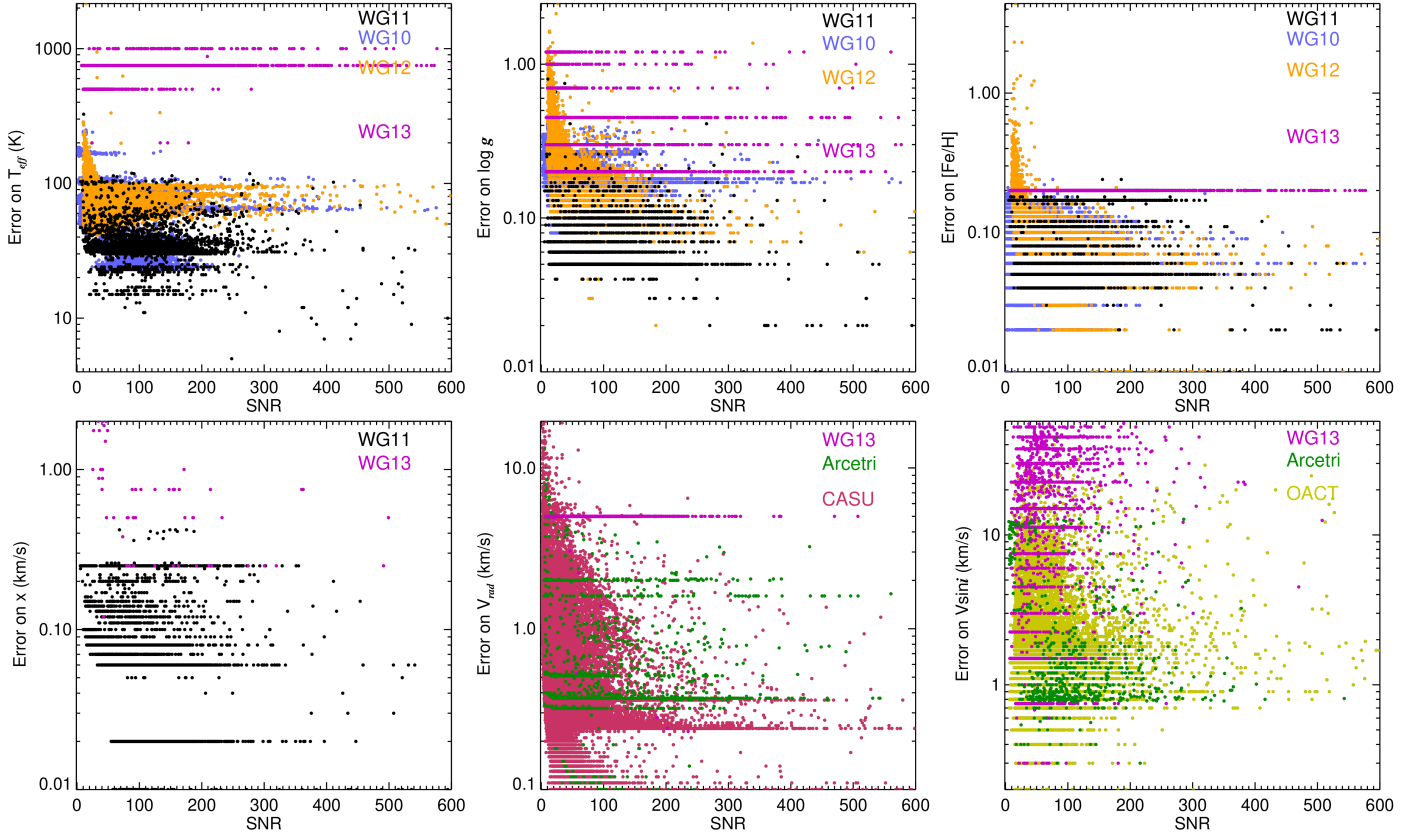 WG11
WG10
WG12
WG13
1000
100
10
Error on T_eff (K)
0 100 200 300 400 500 600
SNR
WG11
WG10
WG12
WG13
1.00
0.10
0.01
Error on log g
0 100 200 300 400 500 600
SNR
WG11
WG10
WG12
WG13
1.00
0.10
0.01
Error on [Fe/H]
0 100 200 300 400 500 600
SNR
WG11
WG13
1.00
0.10
0.01
Error on x (km/s)
0 100 200 300 400 500 600
SNR
WG13
Arcetri
CASU
10.0
1.0
0.1
Error on V_rad (km/s)
0 100 200 300 400 500 600
SNR
WG13
Arcetri
OACT
10
1
Error on Vsini (km/s)
0 100 200 300 400 500 600
SNR